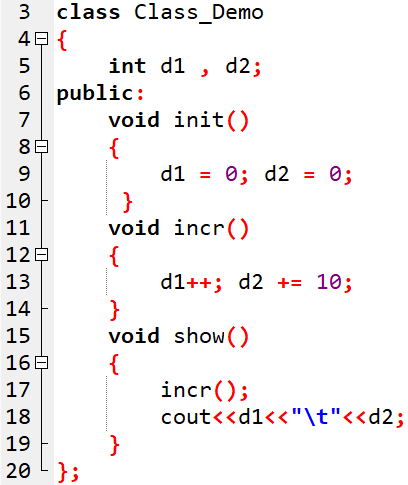 3 class Class_Demo
4 {
5 int d1 , d2;
6 public:
7 void init()
8 {
9 d1 = 0; d2 = 0;
10 }
11 void incr()
12 {
13 d1++; d2 += 10;
14 }
15 void show()
16 {
17 incr();
18 cout<<d1<<"\t"<<d2;
19 }
20 };